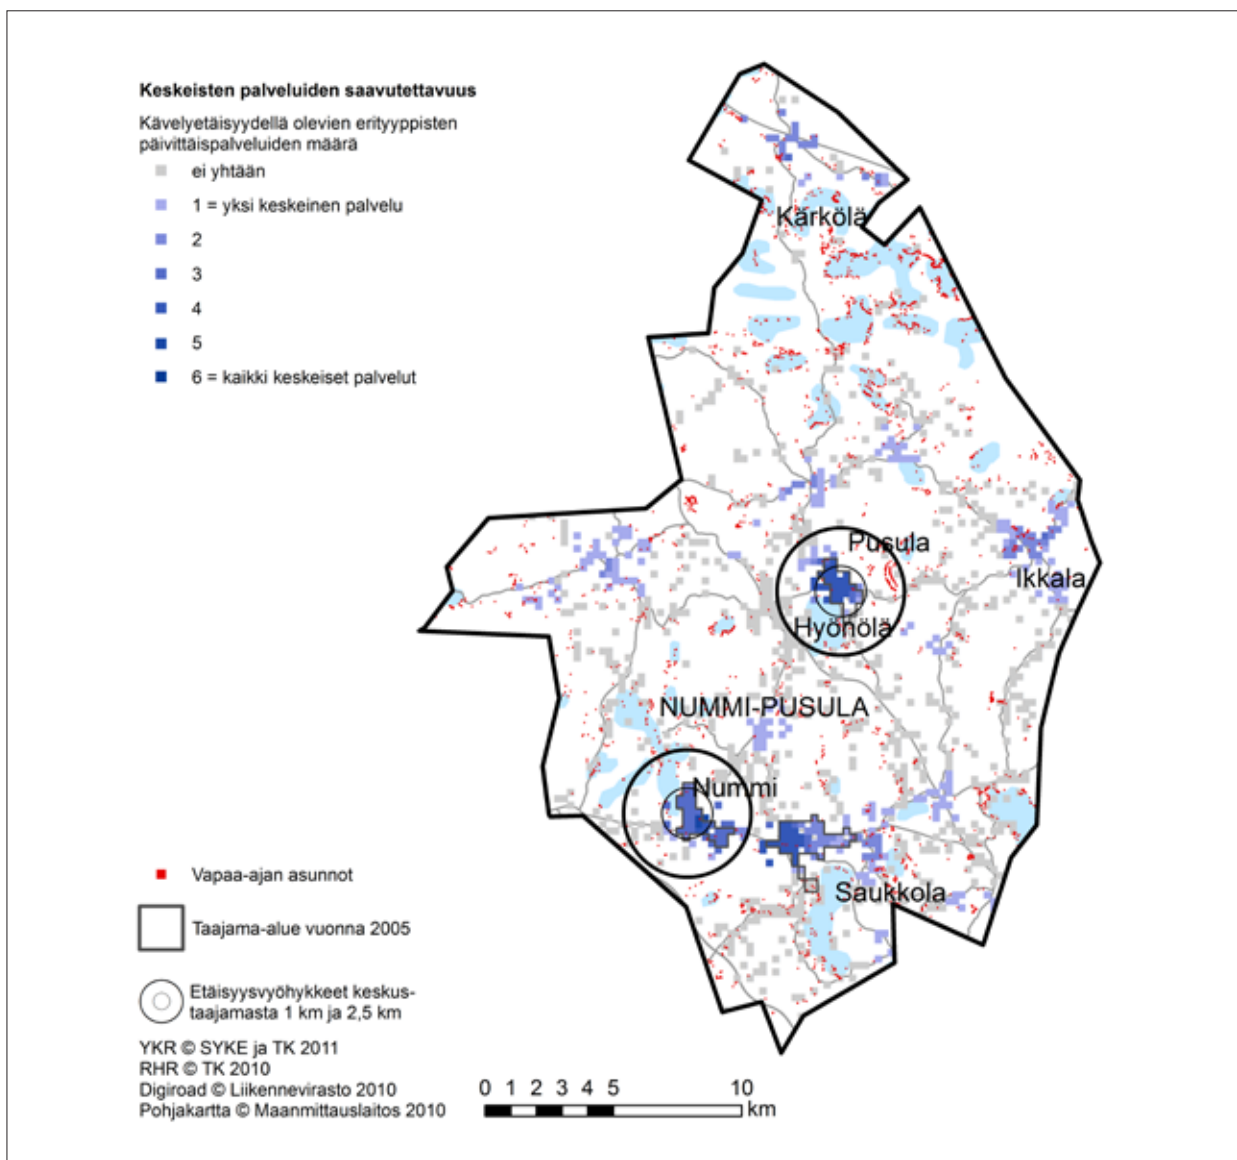 Keskeisten palveluiden saavutettavuus
Kävelyetäisyydellä olevien erityyppisten
päivittäispalveluiden määrä
ei yhtään
1 = yksi keskeinen palvelu
2
3
4
5
6 = kaikki keskeiset palvelut
Kärkölä
Pusula
Ikkala
Hyönölä
NUMMI-PUSULA
Nummi
Saukkola
Vapaa-ajan asunnot
Taajama-alue vuonna 2005
Etäisyysvyöhykkeet keskus-
taajamasta 1 km ja 2,5 km
YKR © SYKE ja TK 2011
RHR © TK 2010
Digiroad © Liikennevirasto 2010
Pohjakartta © Maanmittauslaitos 2010
0 1 2 3 4 5 10
km